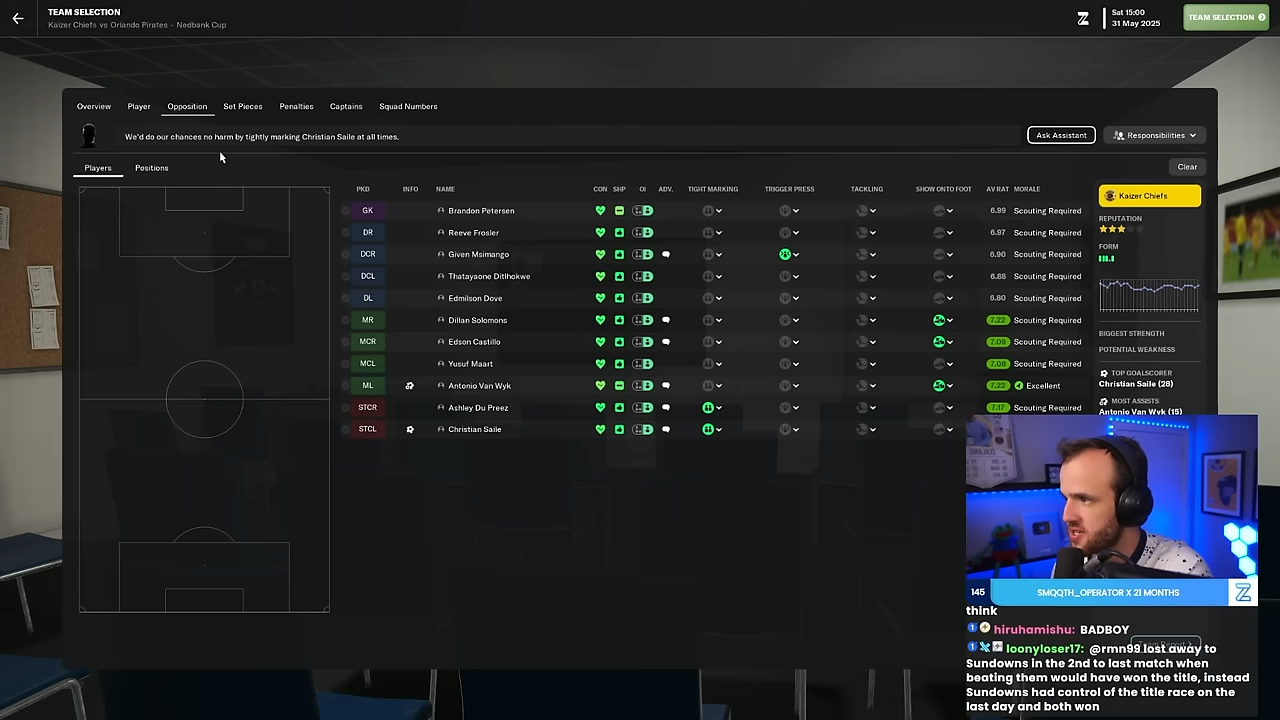 TEAM SELECTION
Kaizer Chiefs vs Orlando Pirates - Nedbank Cup
Sat 15:00
31 May 2025
TEAM SELECTION
Overview Player Opposition Set Pieces Penalties Captains Squad Numbers
We'd do our chances no harm by tightly marking Christian Saile at all times.
Ask Assistant
Responsibilities
Players Positions
Clear
PKD INFO NAME CON SHP OI ADV. TIGHT MARKING TRIGGER PRESS TACKLING SHOW ONTO FOOT AV RAT MORALE
GK Brandon Petersen 6.99 Scouting Required
DR Reeve Frosler 6.97 Scouting Required
DCR Given Msimango 6.90 Scouting Required
DCL Thatayaone Ditlhokwe 6.88 Scouting Required
DL Edmilson Dove 6.80 Scouting Required
MR Dillan Solomons 7.22 Scouting Required
MCR Edson Castillo 7.09 Scouting Required
MCL Yusuf Maart 7.08 Scouting Required
ML Antonio Van Wyk 7.22 Excellent
STCR Ashley Du Preez 7.17 Scouting Required
STCL Christian Saile
Kaizer Chiefs
REPUTATION
FORM
BIGGEST STRENGTH
POTENTIAL WEAKNESS
TOP GOALSCORER
Christian Saile (28)
MOST ASSISTS
Antonio Van Wyk (15)
145 SMQQTH_OPERATOR X 21 MONTHS
think
hiruhamishu: BADBOY
loonyloser17: @rmn99 lost away to
Sundowns in the 2nd to last match when
beating them would have won the title, instead
Sundowns had control of the title race on the
last day and both won